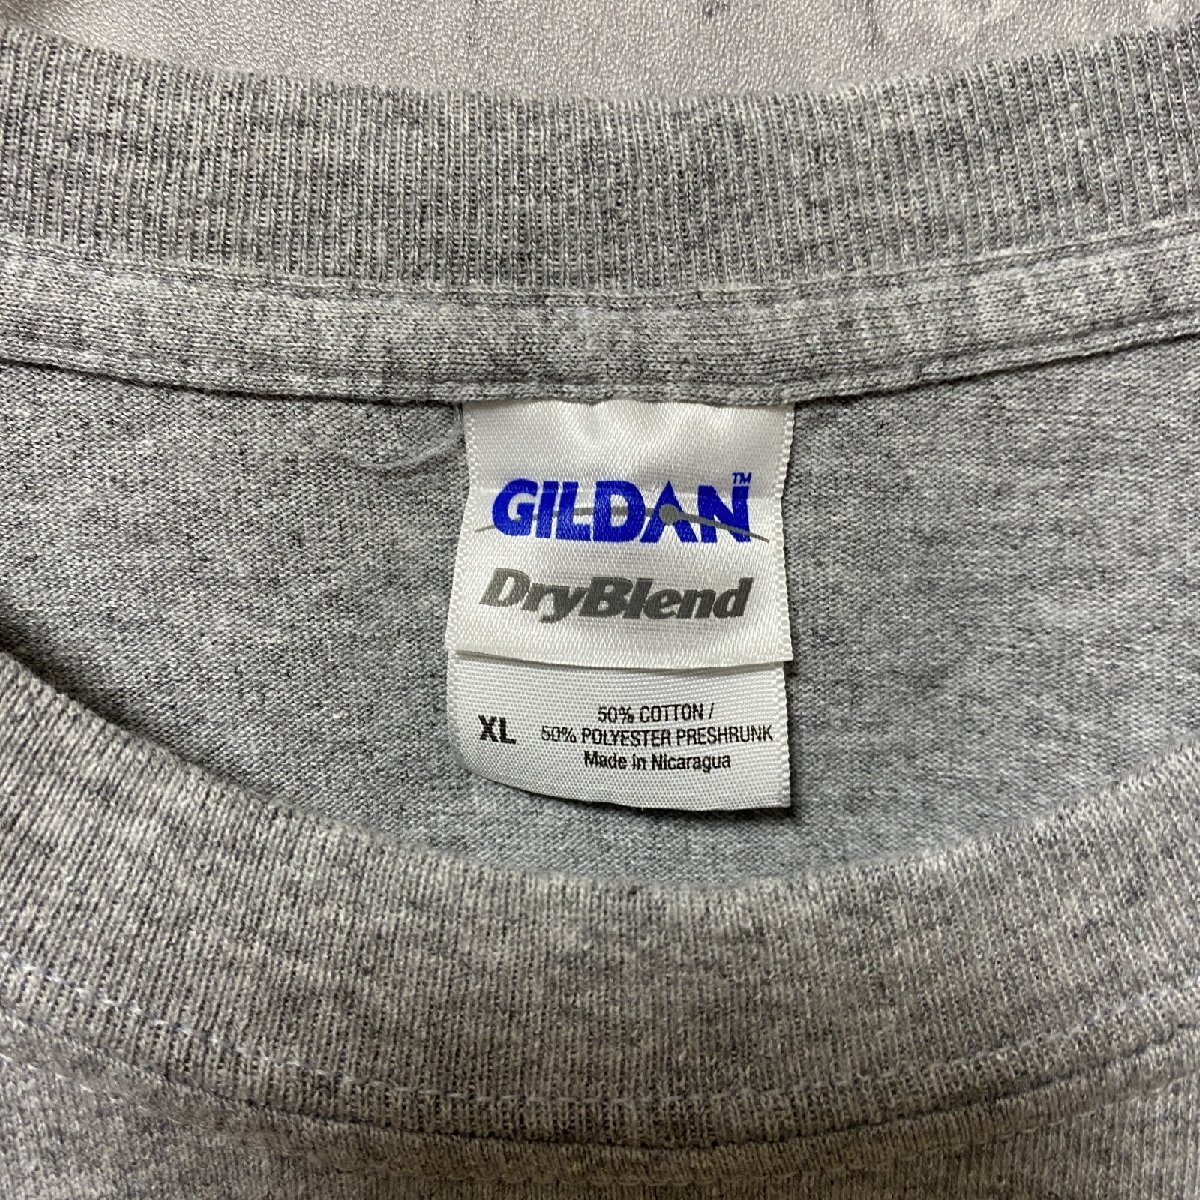 GILDAN™
DryBlend
XL
50% COTTON /
50% POLYESTER PRESHRUNK
Made in Nicaragua